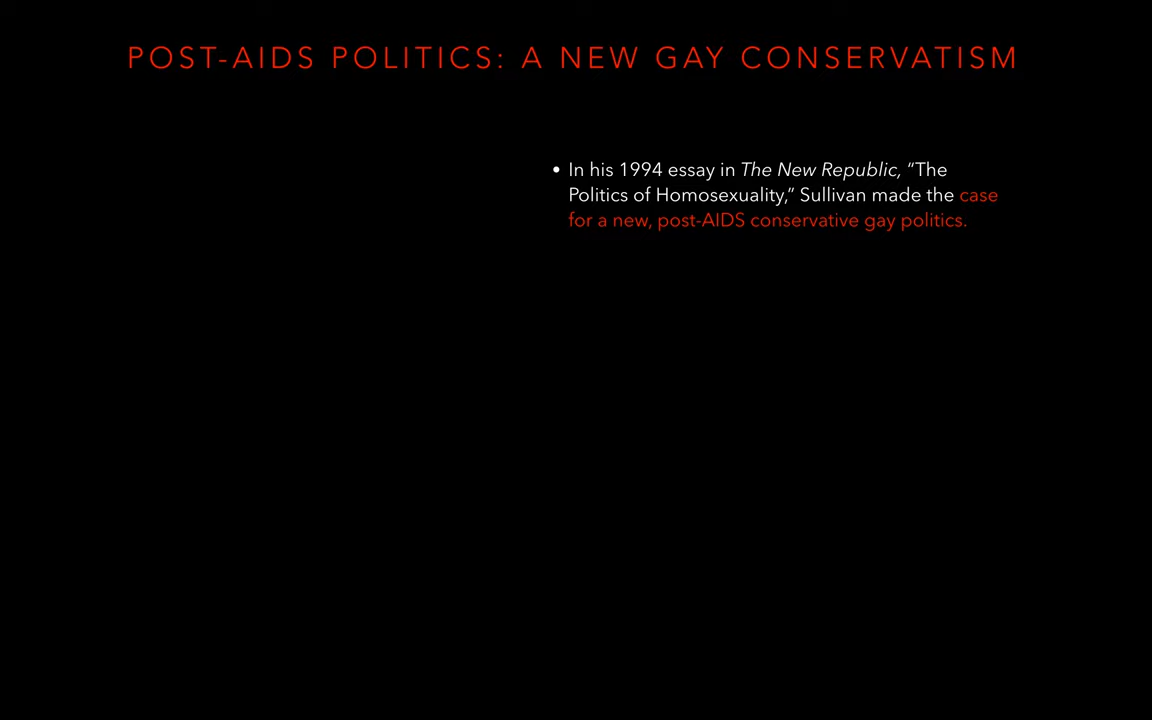 POST-AIDS POLITICS: A NEW GAY CONSERVATISM
• In his 1994 essay in The New Republic, “The
Politics of Homosexuality,” Sullivan made the case
for a new, post-AIDS conservative gay politics.